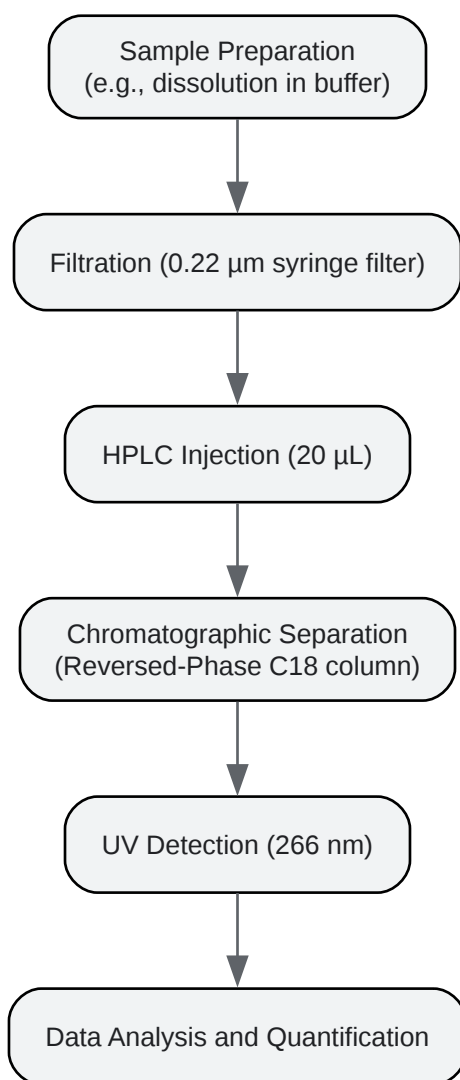 Sample Preparation
(e.g., dissolution in buffer)
Filtration (0.22 µm syringe filter)
HPLC Injection (20 µL)
Chromatographic Separation
(Reversed-Phase C18 column)
UV Detection (266 nm)
Data Analysis and Quantification